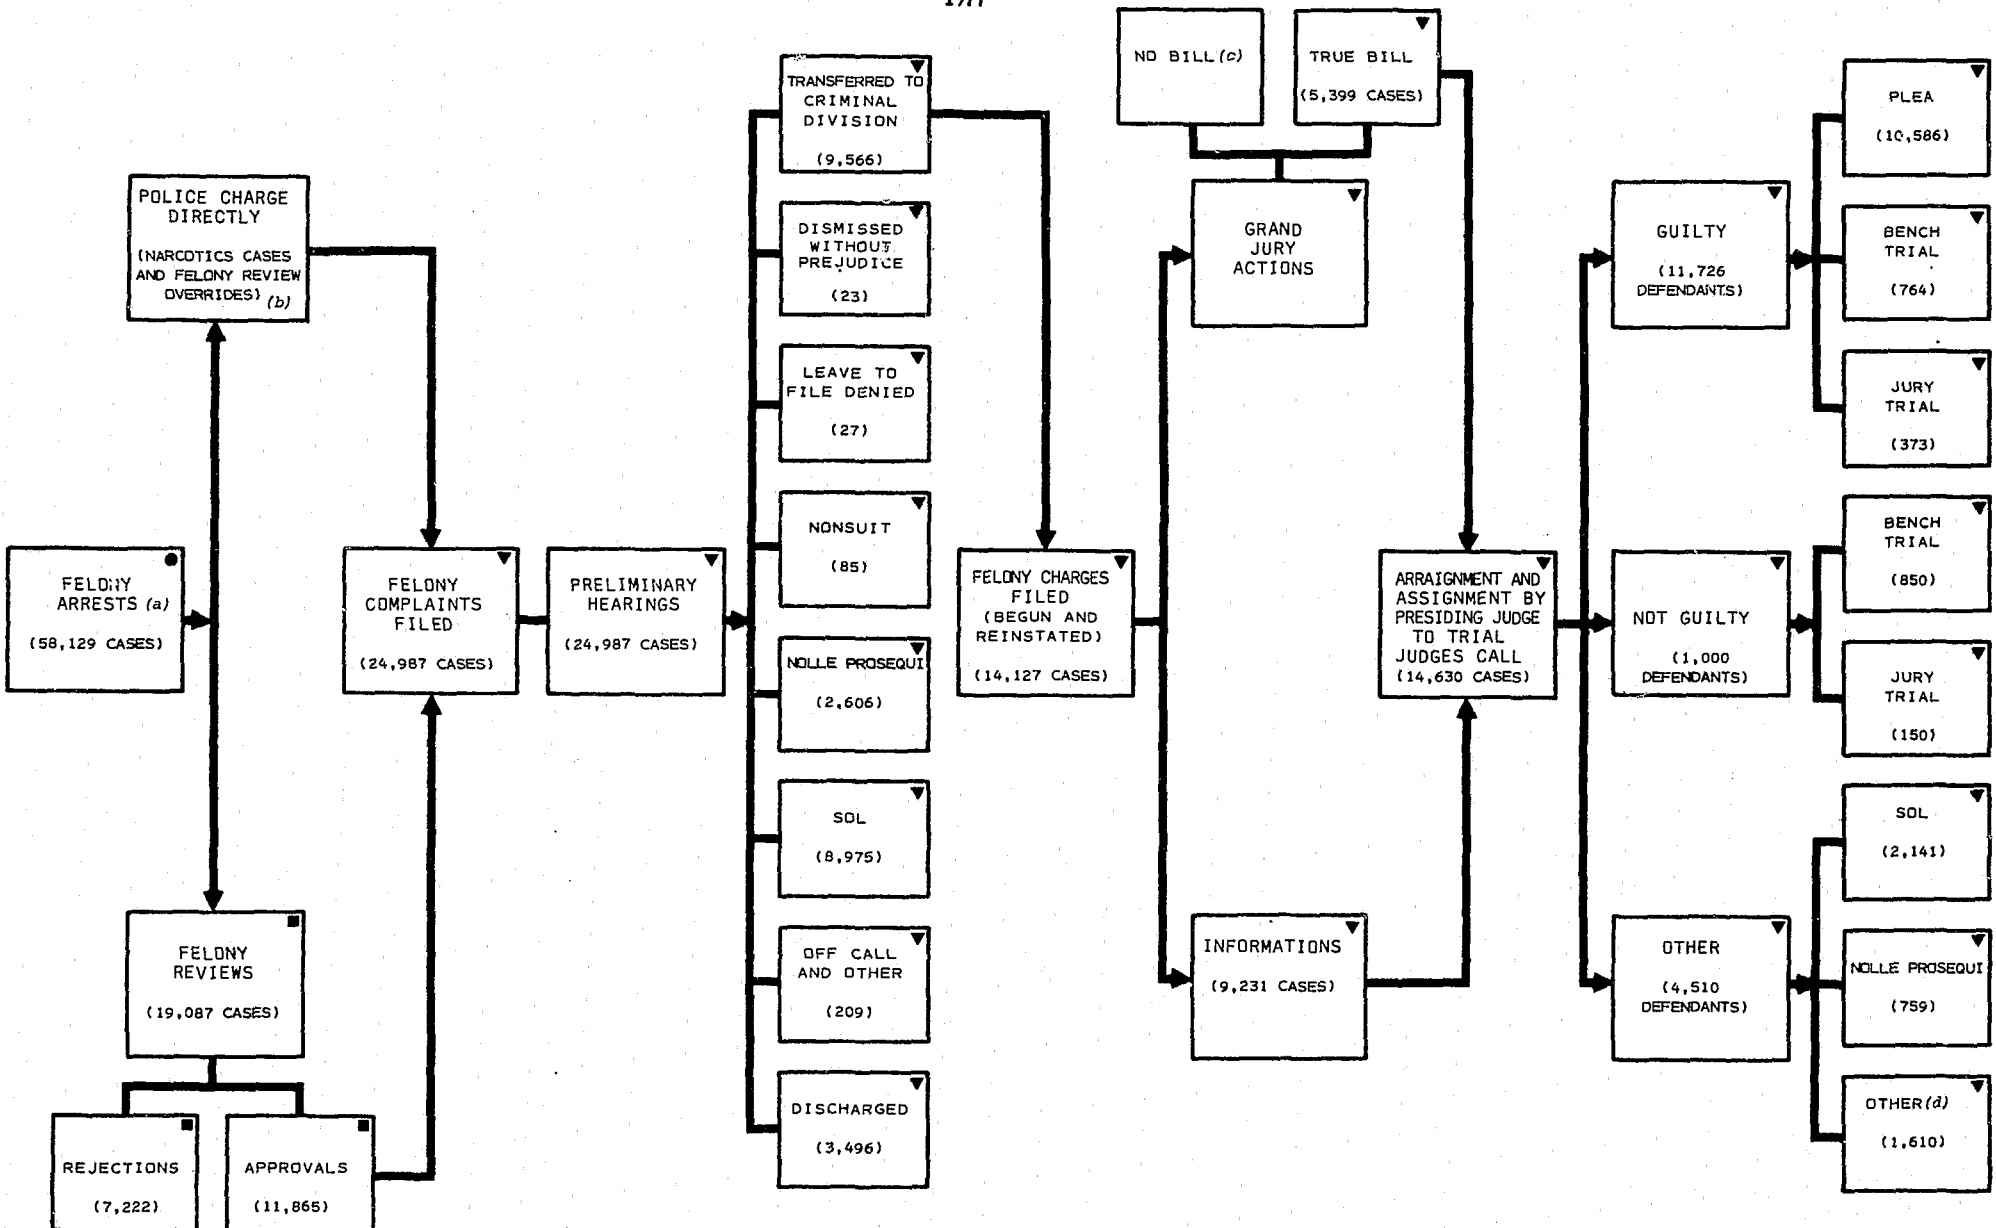 POLICE CHARGE
DIRECTLY
(NARCOTICS CASES
AND FELONY REVIEW
OVERRIDES) (b)
FELONY
ARRESTS (a)
(58,129 CASES)
FELONY
REVIEWS
(19,087 CASES)
REJECTIONS
(7,222)
APPROVALS
(11,865)
FELONY
COMPLAINTS
FILED
(24,987 CASES)
PRELIMINARY
HEARINGS
(24,987 CASES)
TRANSFERRED TO
CRIMINAL
DIVISION
(9,566)
DISMISSED
WITHOUT
PREJUDICE
(23)
LEAVE TO
FILE DENIED
(27)
NONSUIT
(85)
NOLLE PROSEQUI
(2,606)
SOL
(8,975)
OFF CALL
AND OTHER
(209)
DISCHARGED
(3,496)
FELONY CHARGES
FILED
(BEGUN AND
REINSTATED)
(14,127 CASES)
NO BILL (c)
TRUE BILL
(5,399 CASES)
GRAND
JURY
ACTIONS
INFORMATIONS
(9,231 CASES)
ARRAIGNMENT AND
ASSIGNMENT BY
PRESIDING JUDGE
TO TRIAL
JUDGES CALL
(14,630 CASES)
GUILTY
(11,726
DEFENDANTS)
NOT GUILTY
(1,000
DEFENDANTS)
OTHER
(4,510
DEFENDANTS)
PLEA
(10,586)
BENCH
TRIAL
(764)
JURY
TRIAL
(373)
BENCH
TRIAL
(850)
JURY
TRIAL
(150)
SOL
(2,141)
NOLLE PROSEQUI
(759)
OTHER (d)
(1,610)